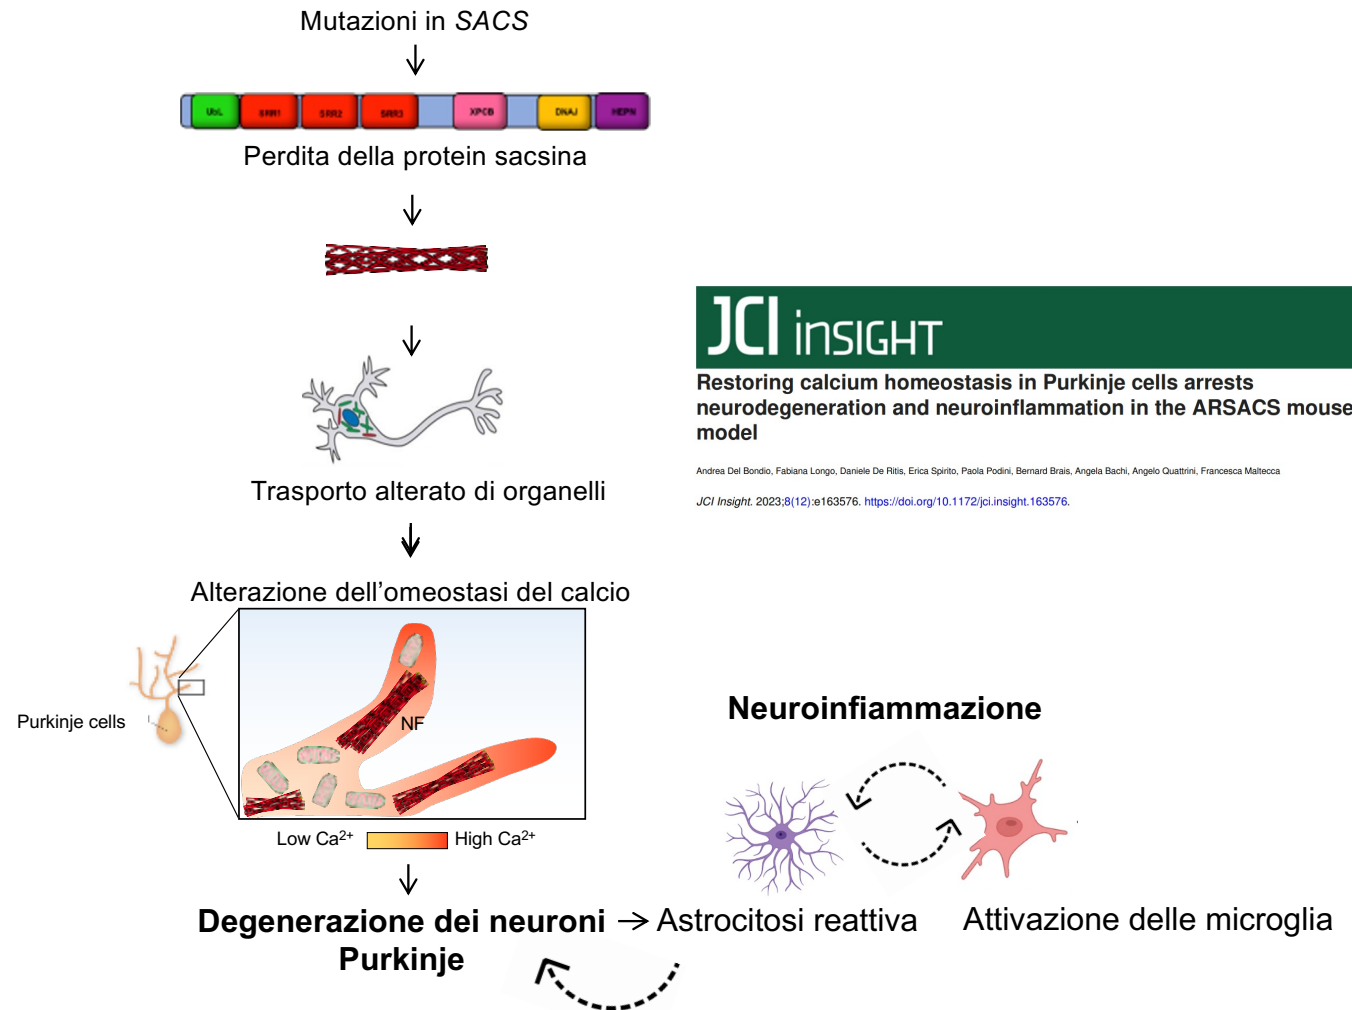 Mutazioni in SACS
UbL SRR1 SRR2 SRR3 XPCB DNAJ HEPN
Perdita della protein sacsina
Trasporto alterato di organelli
Alterazione dell'omeostasi del calcio
Purkinje cells
NF
Low Ca²⁺ High Ca²⁺
Degenerazione dei neuroni
Purkinje
Astrocitosi reattiva
Attivazione delle microglia
Neuroinfiammazione
JCI insight
Restoring calcium homeostasis in Purkinje cells arrests
neurodegeneration and neuroinflammation in the ARSACS mouse
model
Andrea Del Bondio, Fabiana Longo, Daniele De Ritis, Erica Spirito, Paola Podini, Bernard Brais, Angela Bachi, Angelo Quattrini, Francesca Maltecca
JCI Insight. 2023;8(12):e163576. https://doi.org/10.1172/jci.insight.163576.